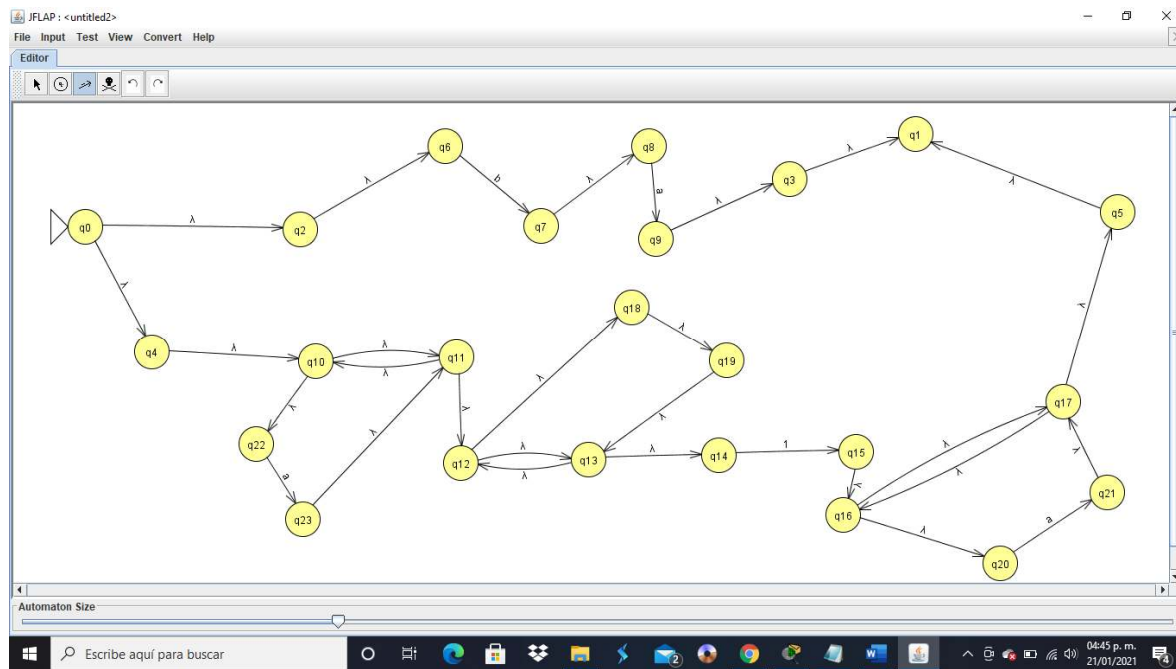 JFLAP : <untitled2>
File Input Test View Convert Help
Editor
q1
q6
q8
λ
λ
b
λ
q3
λ
a
λ
q5
λ
q0
λ
q2
q7
q9
λ
q18
λ
λ
q4
λ
q10
λ
λ
q11
q19
λ
λ
λ
λ
λ
q17
λ
q22
λ
λ
λ
q12
λ
λ
q13
λ
q14
1
q15
λ
λ
λ
a
λ
q21
q23
q16
λ
a
q20
Automaton Size
Escribe aquí para buscar
2
W
04:45 p. m.
21/01/2021